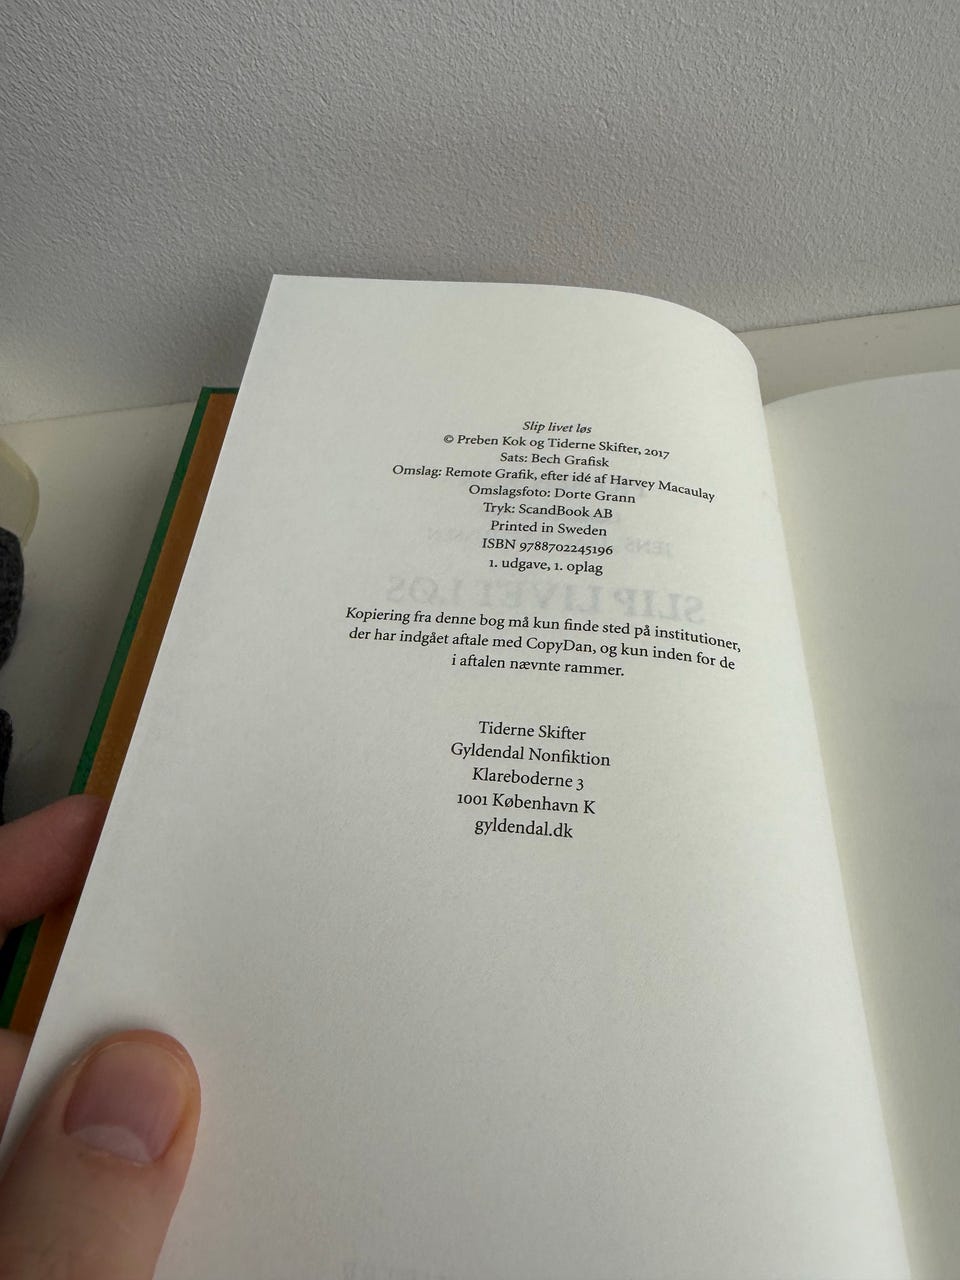 Slip livet løs
© Preben Kok og Tiderne Skifter, 2017
Sats: Bech Grafisk
Omslag: Remote Grafik, efter idé af Harvey Macaulay
Omslagsfoto: Dorte Grann
Tryk: ScandBook AB
Printed in Sweden
ISBN 9788702245196
1. udgave, 1. oplag
Kopiering fra denne bog må kun finde sted på institutioner,
der har indgået aftale med CopyDan, og kun inden for de
i aftalen nævnte rammer.
Tiderne Skifter
Gyldendal Nonfiktion
Klareboderne 3
1001 København K
gyldendal.dk